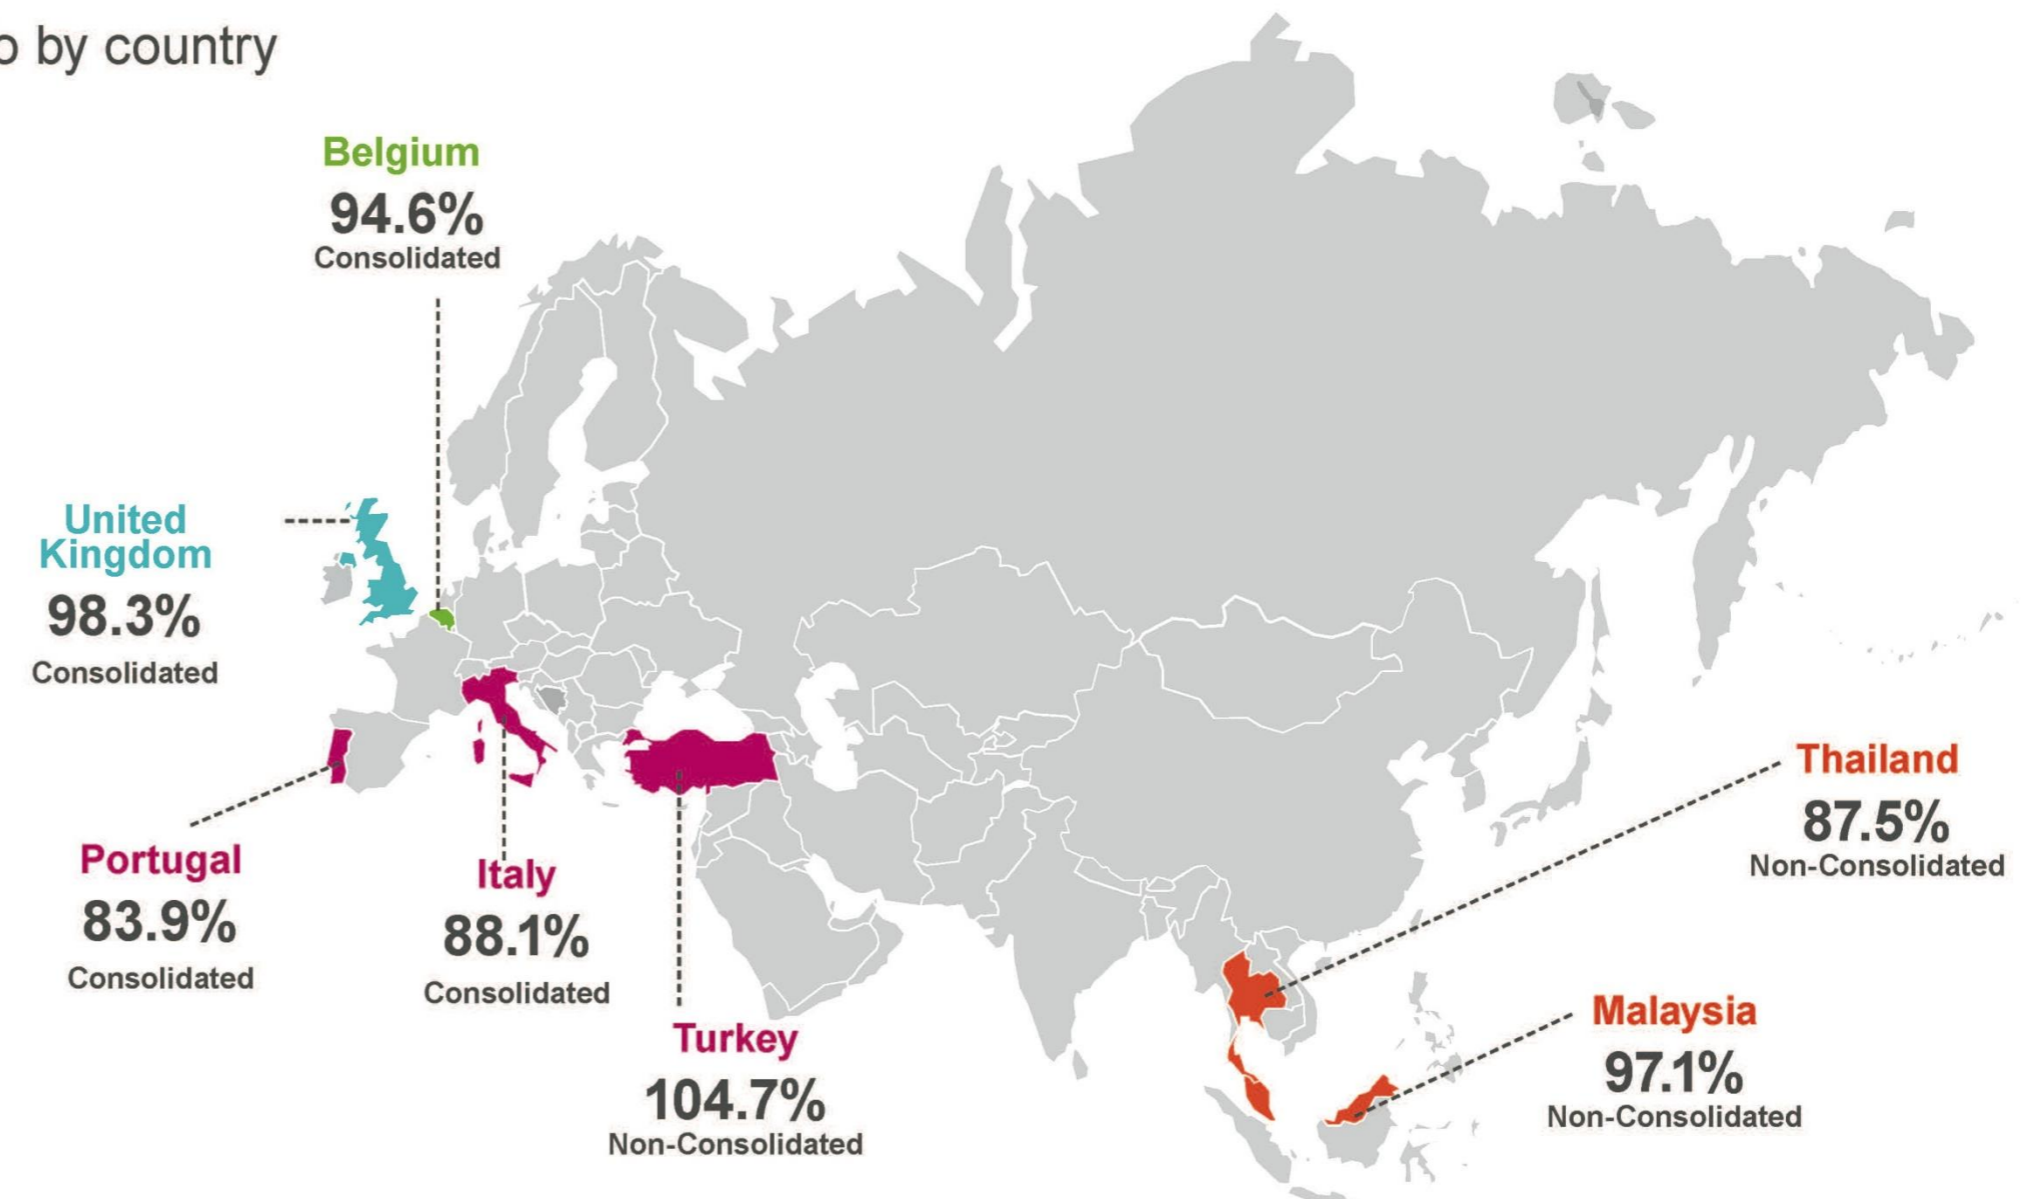 by country
Belgium
94.6%
Consolidated
United
Kingdom
98.3%
Consolidated
Portugal
83.9%
Consolidated
Italy
88.1%
Consolidated
Turkey
104.7%
Non-Consolidated
Thailand
87.5%
Non-Consolidated
Malaysia
97.1%
Non-Consolidated